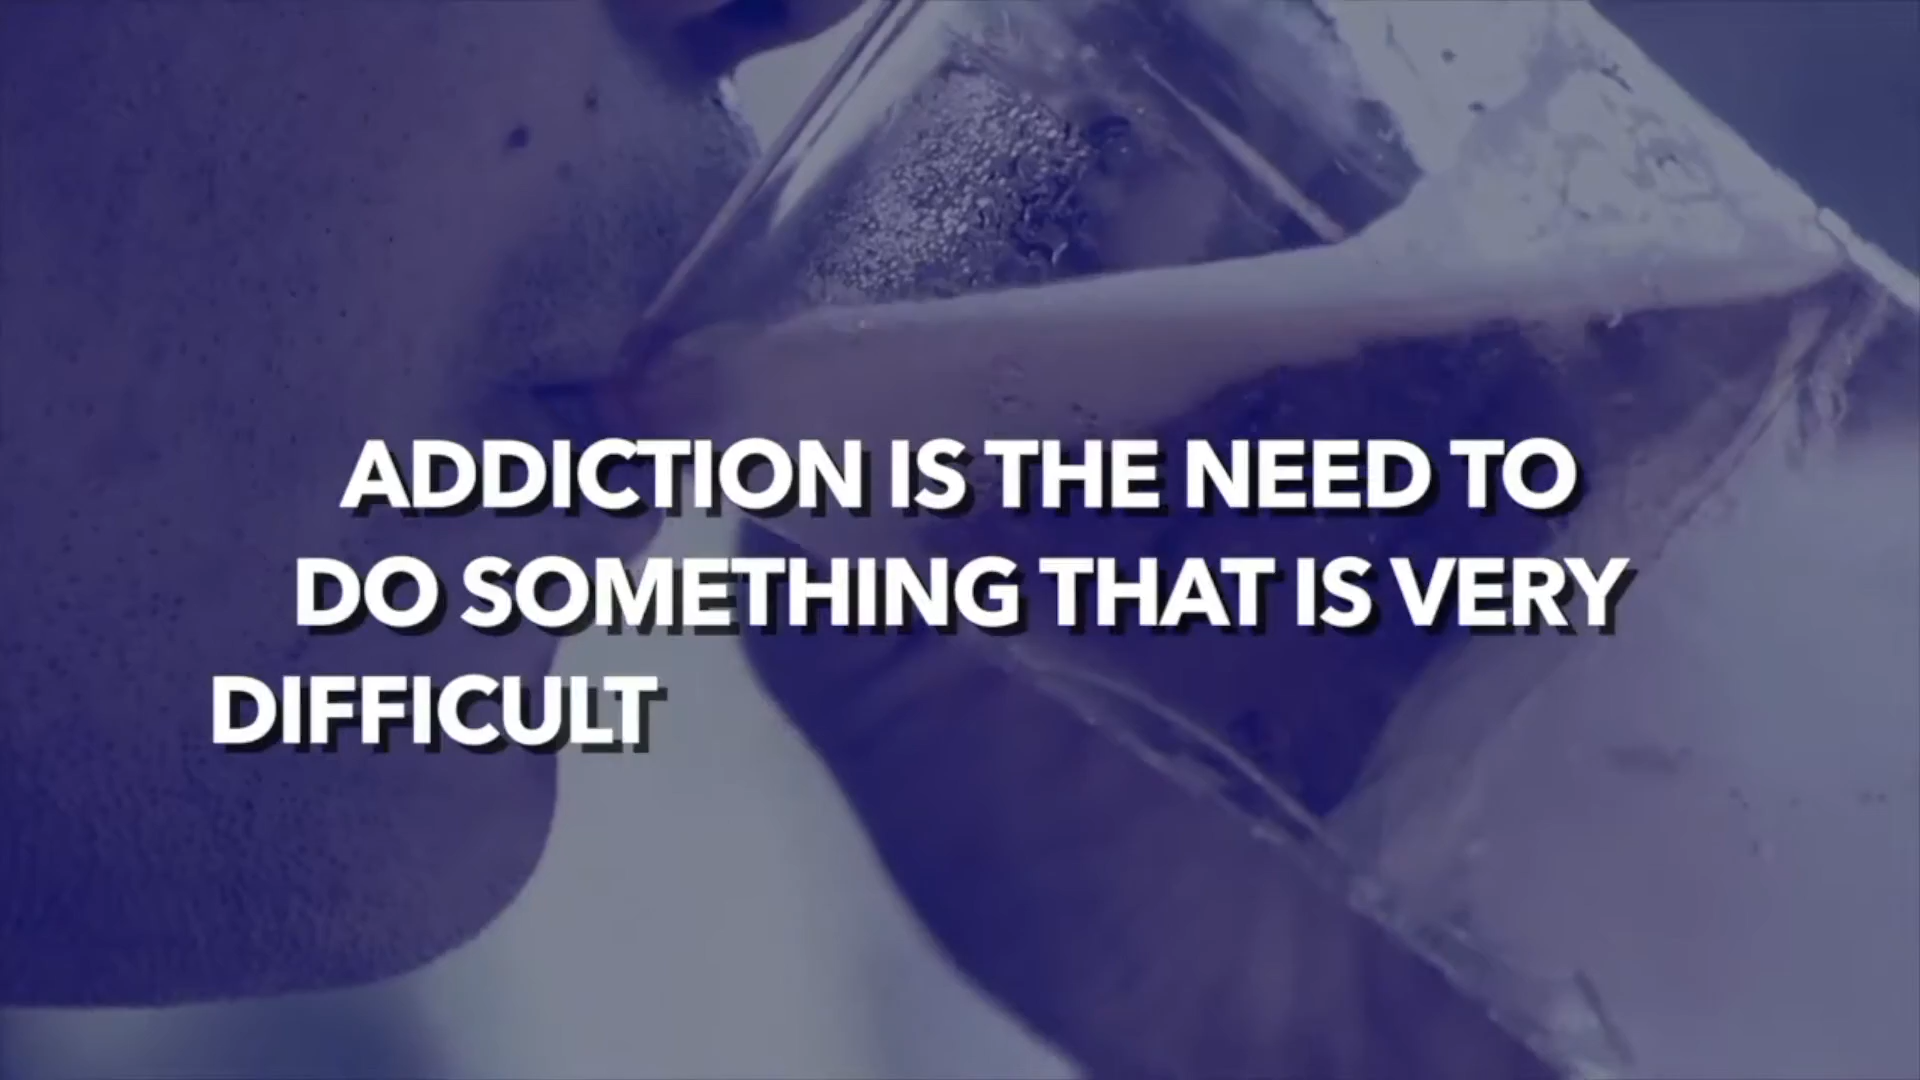 ADDICTION IS THE NEED TO
DO SOMETHING THAT IS VERY
DIFFICULT